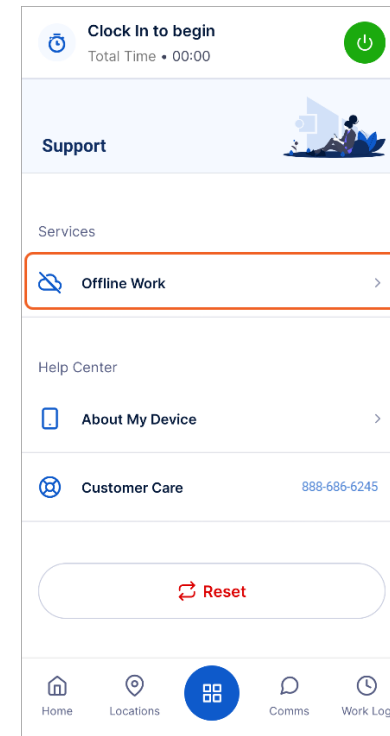 Clock In to begin
Total Time • 00:00
Support
Services
Offline Work
Help Center
About My Device
Customer Care 888-686-6245
Reset
Home Locations Comms Work Log